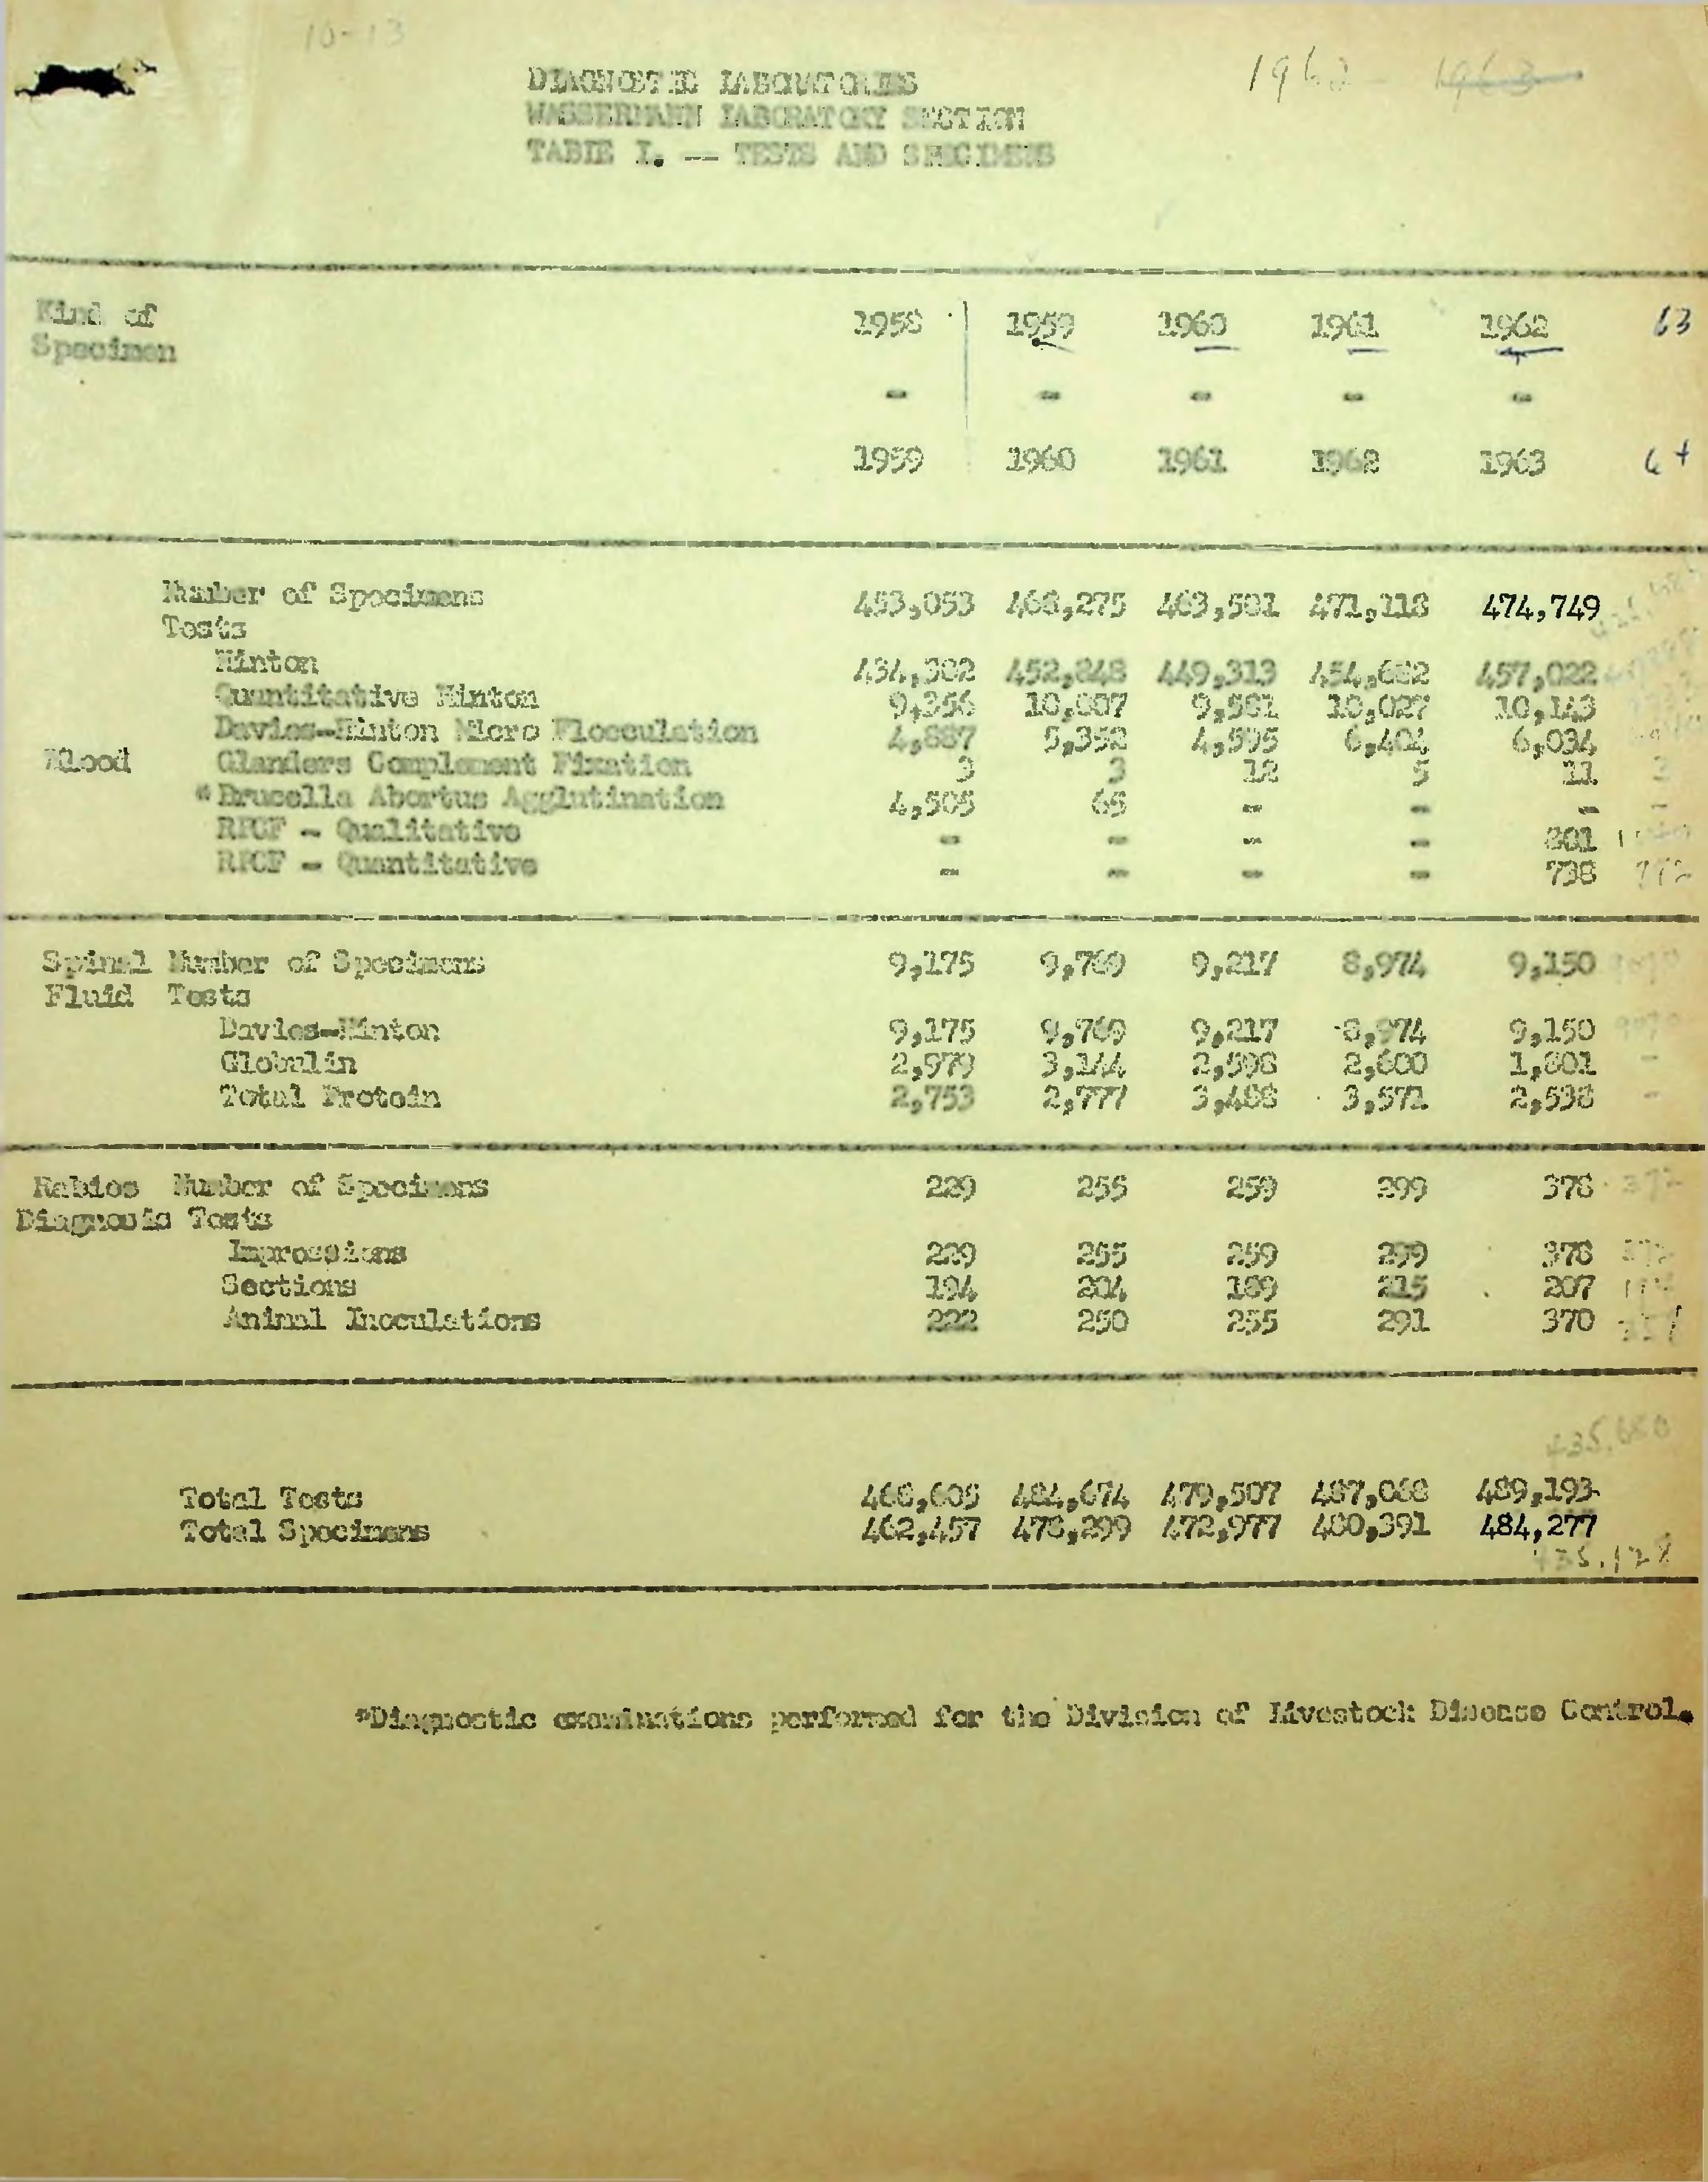 10-13
1962 1963
DIAGNOSTIC LABORATORIES
WASSERMANN LABORATORY SECTION
TABLE I. -- TESTS AND SPECIMENS
Kind of 1958 1959 1960 1961 1962 63
Specimen
- - - - -
1959 1960 1961 1962 1963 64
Number of Specimens 453,053 468,275 463,501 471,118 474,749
Tests
Hinton 434,302 452,848 449,313 454,682 457,022
Quantitative Hinton 9,356 10,007 9,581 10,027 10,143
Davies-Hinton Micro Flocculation 4,887 5,352 4,595 6,404 6,034
Blood Glanders Complement Fixation 3 3 12 5 11
*Brucella Abortus Agglutination 4,505 65 - - - -
RPCF - Qualitative - - - - 801
RPCF - Quantitative - - - - 738
Spinal Number of Specimens 9,175 9,769 9,217 8,974 9,150
Fluid Tests
Davies-Hinton 9,175 9,769 9,217 8,974 9,150
Globulin 2,979 3,144 2,598 2,600 1,801 -
Total Protein 2,753 2,777 3,488 3,571 2,538 -
Rabies Number of Specimens 229 255 259 299 378 372
Diagnosis Tests
Impressions 229 255 259 299 378 372
Sections 194 204 189 215 207
Animal Inoculations 222 250 255 291 370
435,680
Total Tests 468,605 484,674 479,507 487,068 489,193
Total Specimens 462,457 478,299 472,977 480,391 484,277
435,128
*Diagnostic examinations performed for the Division of Livestock Disease Control.